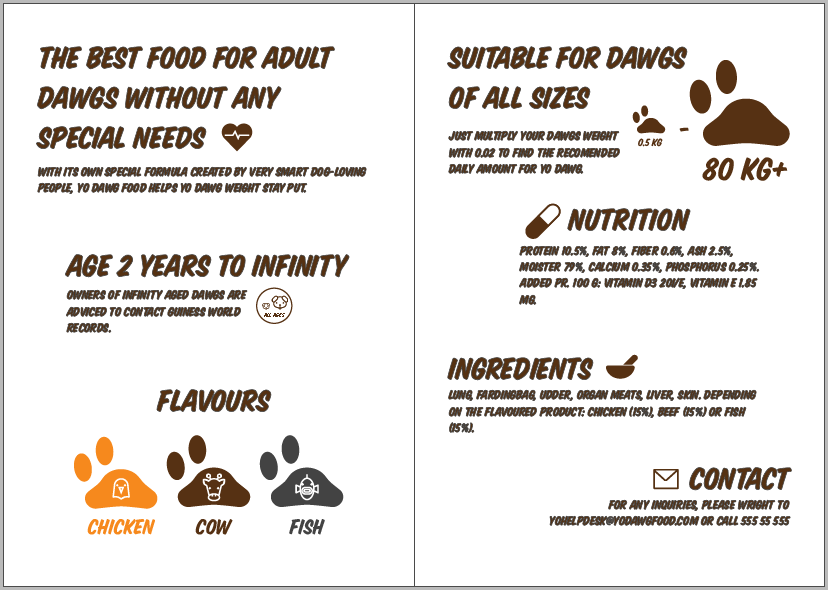 THE BEST FOOD FOR ADULT
DAWGS WITHOUT ANY
SPECIAL NEEDS
WITH ITS OWN SPECIAL FORMULA CREATED BY VERY SMART DOG-LOVING
PEOPLE, YO DAWG FOOD HELPS YO DAWG WEIGHT STAY PUT.
AGE 2 YEARS TO INFINITY
OWNERS OF INFINITY AGED DAWGS ARE
ADVICED TO CONTACT GUINESS WORLD
RECORDS.
ALL AGES
FLAVOURS
CHICKEN
COW
FISH
SUITABLE FOR DAWGS
OF ALL SIZES
JUST MULTIPLY YOUR DAWGS WEIGHT
WITH 0.02 TO FIND THE RECOMENDED
DAILY AMOUNT FOR YO DAWG.
0.5 KG
-
80 KG+
NUTRITION
PROTEIN 10.5%, FAT 8%, FIBER 0.6%, ASH 2.5%,
MOISTER 79%, CALCIUM 0.35%, PHOSPHORUS 0.25%.
ADDED PR. 100 G: VITAMIN D3 20I/E, VITAMIN E 1.85
MG.
INGREDIENTS
LUNG, FARDINGBAG, UDDER, ORGAN MEATS, LIVER, SKIN. DEPENDING
ON THE FLAVOURED PRODUCT: CHICKEN (15%), BEEF (15%) OR FISH
(15%).
CONTACT
FOR ANY INQUIRIES, PLEASE WRIGHT TO
YOHELPDESK@YODAWGFOOD.COM OR CALL 555 55 555